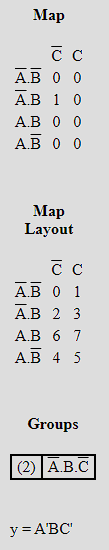 Map
C̅ C
A̅.B̅ 0 0
A̅.B 1 0
A.B 0 0
A.B̅ 0 0
Map
Layout
C̅ C
A̅.B̅ 0 1
A̅.B 2 3
A.B 6 7
A.B̅ 4 5
Groups
(2) A̅.B.C̅
y = A'BC'